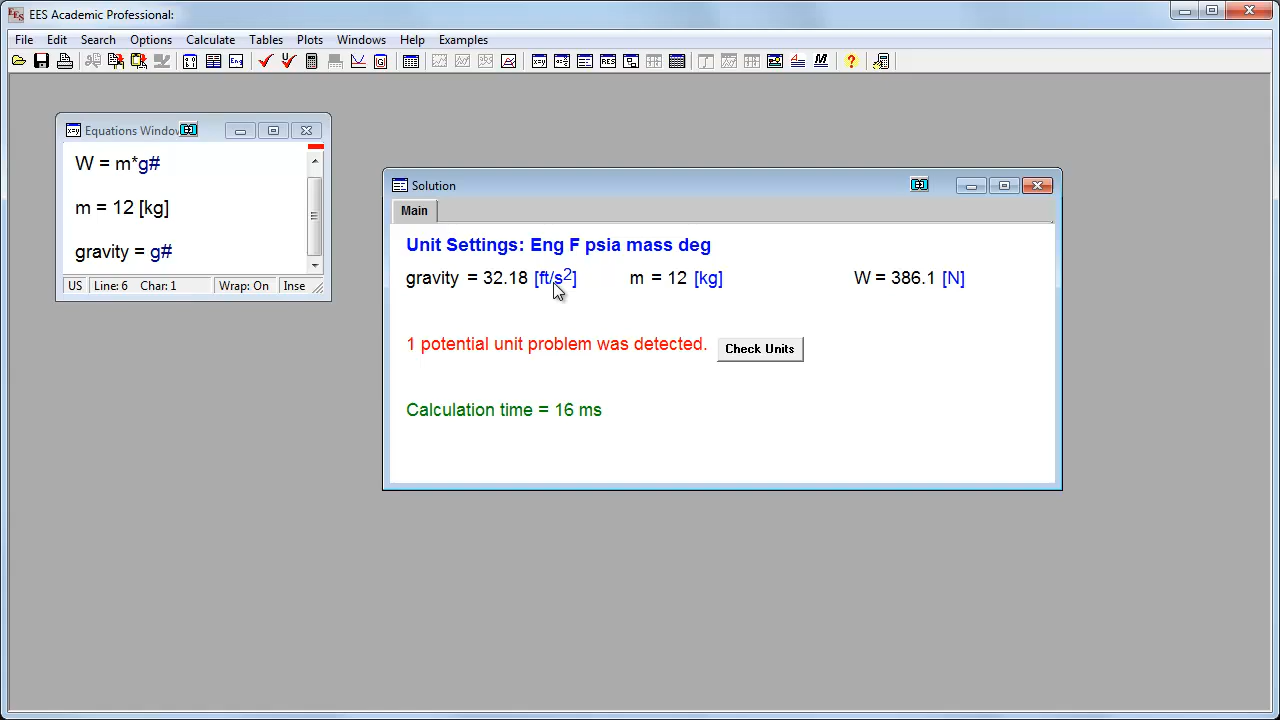 EES Academic Professional:
File Edit Search Options Calculate Tables Plots Windows Help Examples
Equations Window
W = m*g#
m = 12 [kg]
gravity = g#
US Line: 6 Char: 1 Wrap: On Inse
Solution
Main
Unit Settings: Eng F psia mass deg
gravity = 32.18 [ft/s2] m = 12 [kg] W = 386.1 [N]
1 potential unit problem was detected. Check Units
Calculation time = 16 ms